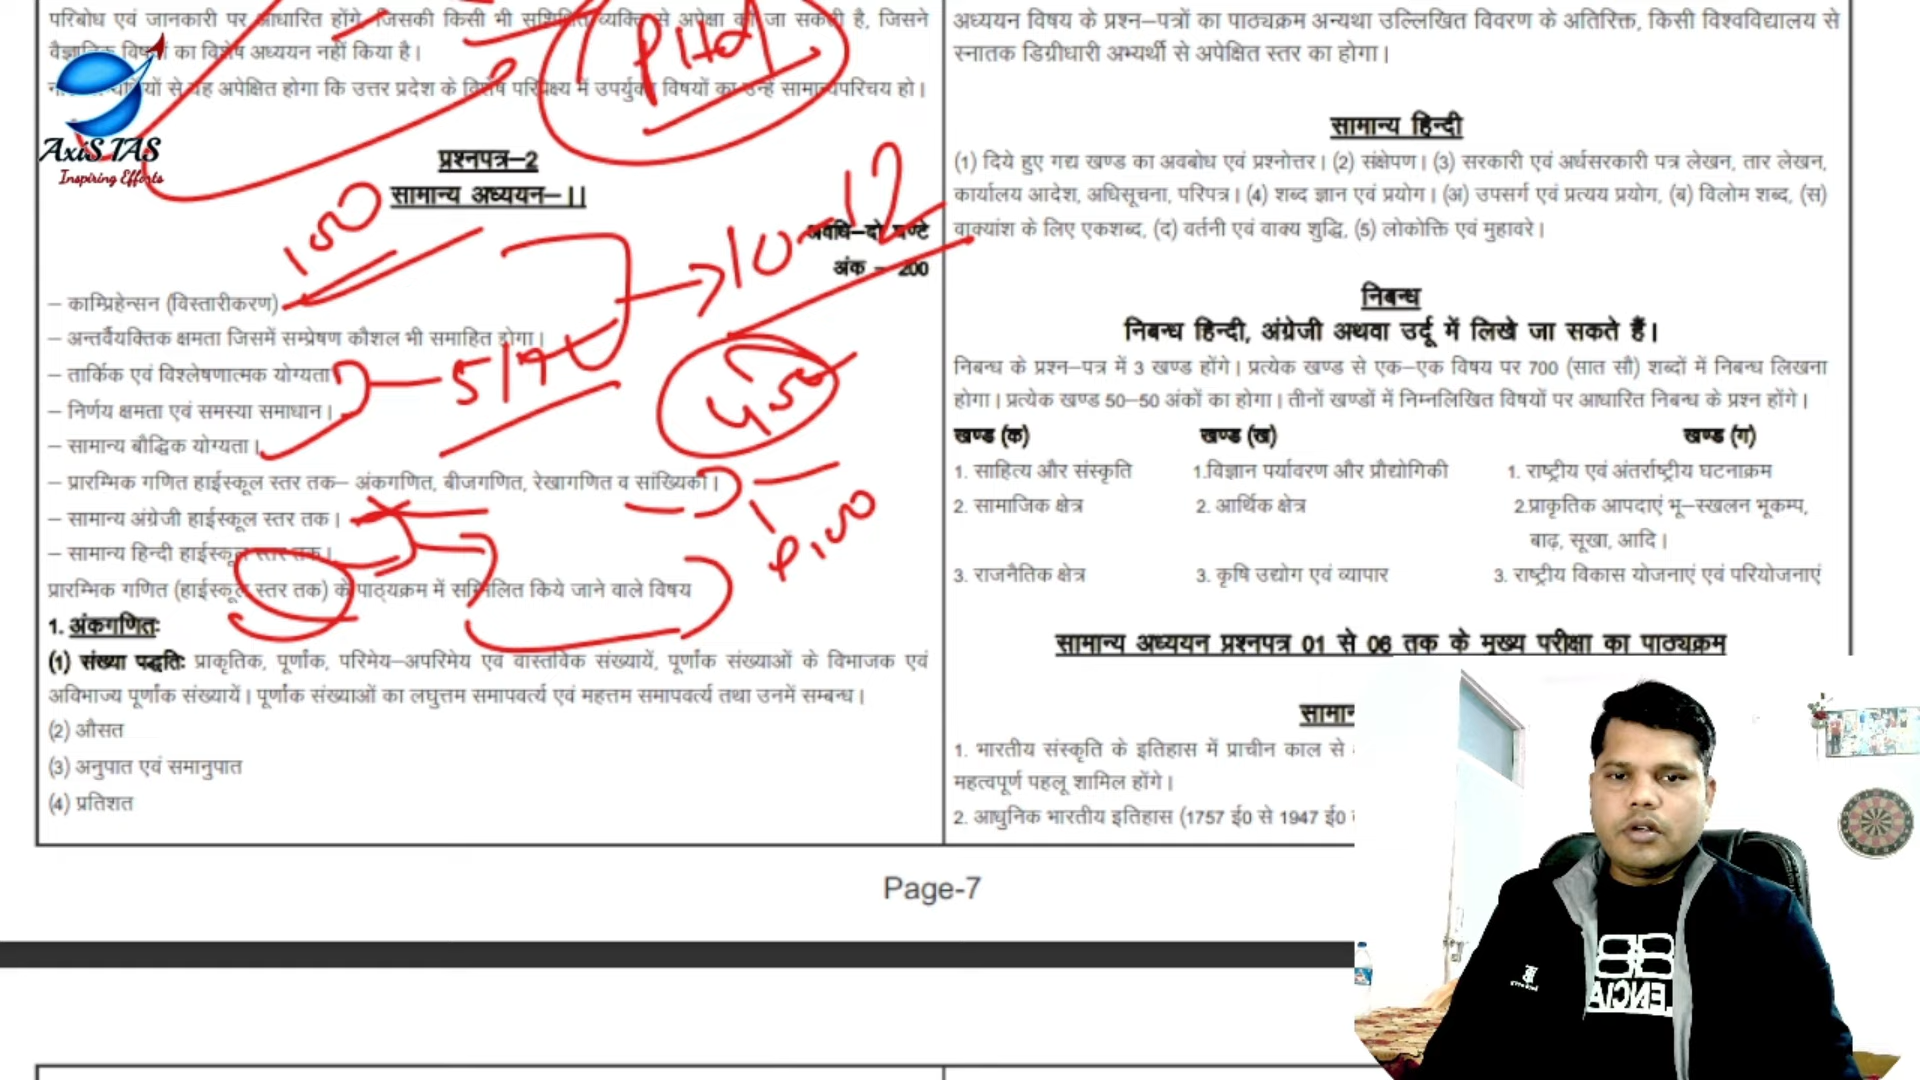 परिबोध एवं जानकारी पर आधारित होंगे, जिसकी किसी भी सुशिक्षित व्यक्ति से अपेक्षा की जा सकती है, जिसने
वैज्ञानिक विषयों का विशेष अध्ययन नहीं किया है।
से यह अपेक्षित होगा कि उत्तर प्रदेश के विशेष परिप्रेक्ष्य में उपर्युक्त विषयों का उन्हें सामान्य परिचय हो।
AxiS IAS
Inspiring Efforts
प्रश्नपत्र–2
सामान्य अध्ययन–II
अवधि–दो घण्टे
अंक – 200
– काम्प्रिहेन्सन (विस्तारीकरण)
– अन्तर्वैयक्तिक क्षमता जिसमें सम्प्रेषण कौशल भी समाहित होगा।
– तार्किक एवं विश्लेषणात्मक योग्यता
– निर्णय क्षमता एवं समस्या समाधान।
– सामान्य बौद्धिक योग्यता।
– प्रारम्भिक गणित हाईस्कूल स्तर तक– अंकगणित, बीजगणित, रेखागणित व सांख्यिकी।
– सामान्य अंग्रेजी हाईस्कूल स्तर तक।
– सामान्य हिन्दी हाईस्कूल स्तर तक।
प्रारम्भिक गणित (हाईस्कूल स्तर तक) के पाठ्यक्रम में सम्मिलित किये जाने वाले विषय
1. अंकगणितः
(1) संख्या पद्धतिः प्राकृतिक, पूर्णांक, परिमेय–अपरिमेय एवं वास्तविक संख्यायें, पूर्णांक संख्याओं के विभाजक एवं
अविभाज्य पूर्णांक संख्यायें। पूर्णांक संख्याओं का लघुत्तम समापवर्त्य एवं महत्तम समापवर्त्य तथा उनमें सम्बन्ध।
(2) औसत
(3) अनुपात एवं समानुपात
(4) प्रतिशत
100
10–12
अध्ययन विषय के प्रश्न–पत्रों का पाठ्यक्रम अन्यथा उल्लिखित विवरण के अतिरिक्त, किसी विश्वविद्यालय से
स्नातक डिग्रीधारी अभ्यर्थी से अपेक्षित स्तर का होगा।
सामान्य हिन्दी
(1) दिये हुए गद्य खण्ड का अवबोध एवं प्रश्नोत्तर। (2) संक्षेपण। (3) सरकारी एवं अर्धसरकारी पत्र लेखन, तार लेखन,
कार्यालय आदेश, अधिसूचना, परिपत्र। (4) शब्द ज्ञान एवं प्रयोग। (अ) उपसर्ग एवं प्रत्यय प्रयोग, (ब) विलोम शब्द, (स)
वाक्यांश के लिए एकशब्द, (द) वर्तनी एवं वाक्य शुद्धि, (5) लोकोक्ति एवं मुहावरे।
निबन्ध
निबन्ध हिन्दी, अंग्रेजी अथवा उर्दू में लिखे जा सकते हैं।
निबन्ध के प्रश्न–पत्र में 3 खण्ड होंगे। प्रत्येक खण्ड से एक–एक विषय पर 700 (सात सौ) शब्दों में निबन्ध लिखना
होगा। प्रत्येक खण्ड 50–50 अंकों का होगा। तीनों खण्डों में निम्नलिखित विषयों पर आधारित निबन्ध के प्रश्न होंगे।
खण्ड (क) खण्ड (ख) खण्ड (ग)
1. साहित्य और संस्कृति 1.विज्ञान पर्यावरण और प्रौद्योगिकी 1. राष्ट्रीय एवं अंतर्राष्ट्रीय घटनाक्रम
2. सामाजिक क्षेत्र 2. आर्थिक क्षेत्र 2.प्राकृतिक आपदाएं भू–स्खलन भूकम्प,
बाढ़, सूखा, आदि।
3. राजनैतिक क्षेत्र 3. कृषि उद्योग एवं व्यापार 3. राष्ट्रीय विकास योजनाएं एवं परियोजनाएं
सामान्य अध्ययन प्रश्नपत्र 01 से 06 तक के मुख्य परीक्षा का पाठ्यक्रम
1. भारतीय संस्कृति के इतिहास में प्राचीन काल से
महत्वपूर्ण पहलू शामिल होंगे।
2. आधुनिक भारतीय इतिहास (1757 ई0 से 1947 ई0
Page-7